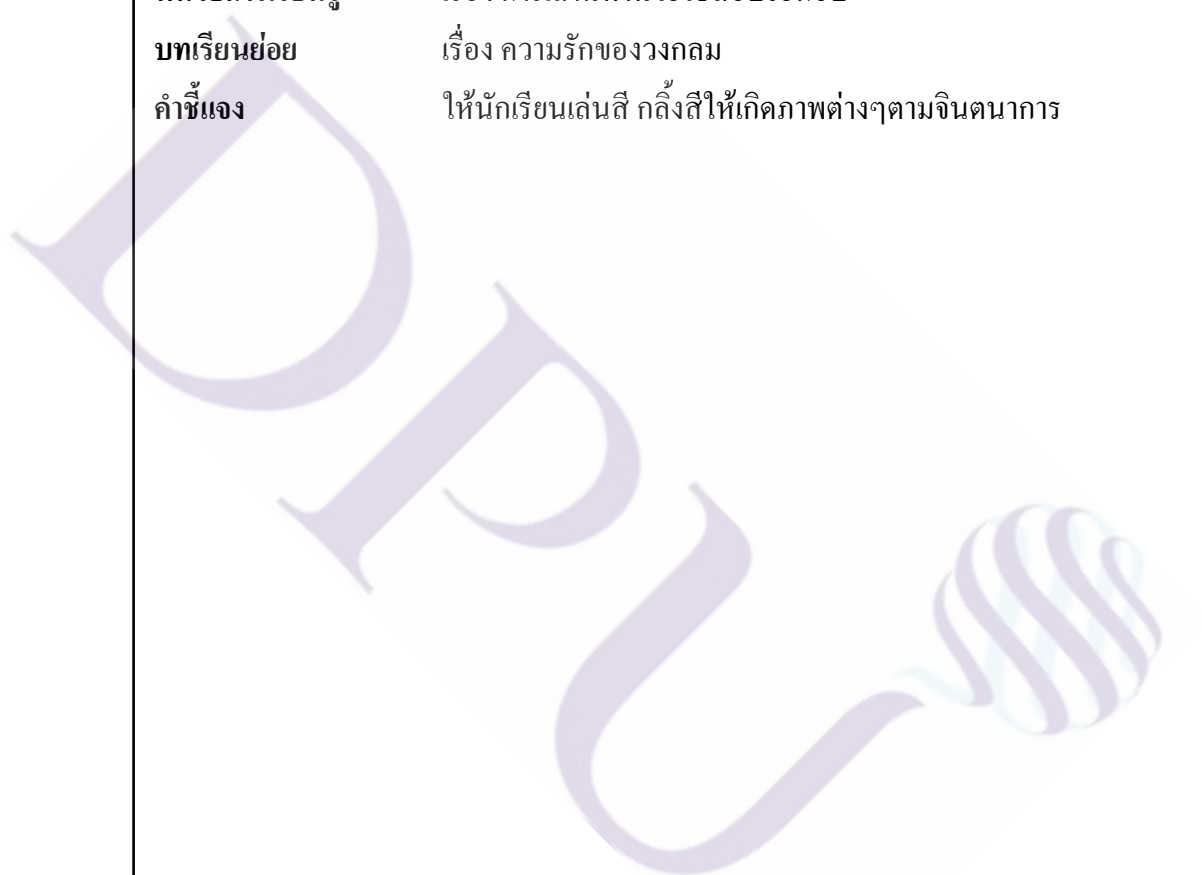 บทเรียนย่อย เรื่อง ความรักของวงกลม
คำชี้แจง ให้นักเรียนเล่นสี กลิ้งสีให้เกิดภาพต่างๆตามจินตนาการ
DPU